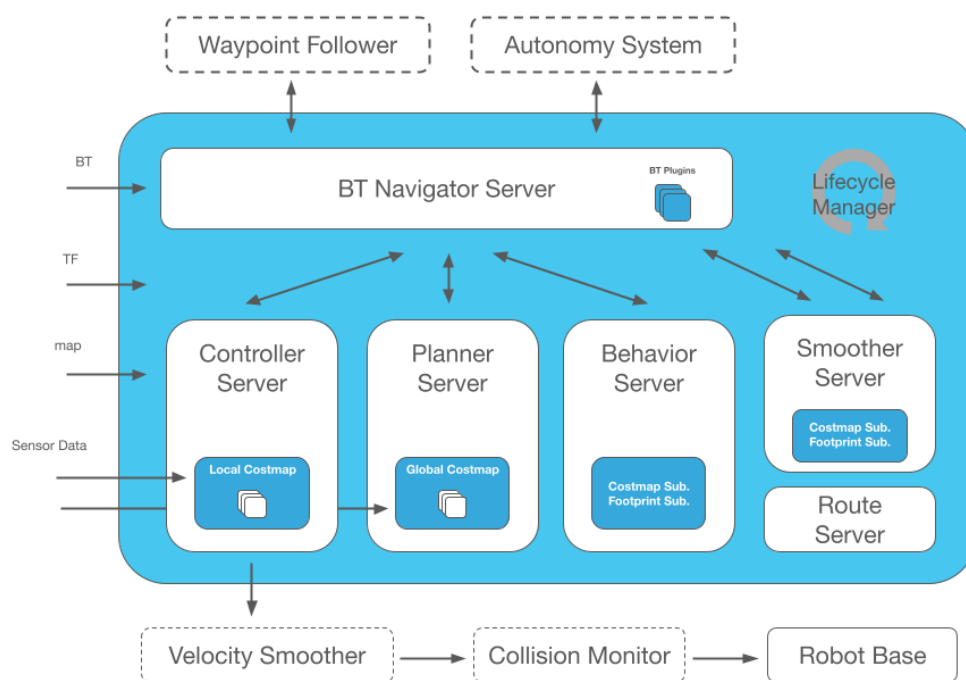 Waypoint Follower
Autonomy System
BT
BT Navigator Server
BT Plugins
Lifecycle
Manager
TF
map
Sensor Data
Controller
Server
Local Costmap
Planner
Server
Global Costmap
Behavior
Server
Costmap Sub.
Footprint Sub.
Smoother
Server
Costmap Sub.
Footprint Sub.
Route
Server
Velocity Smoother
Collision Monitor
Robot Base